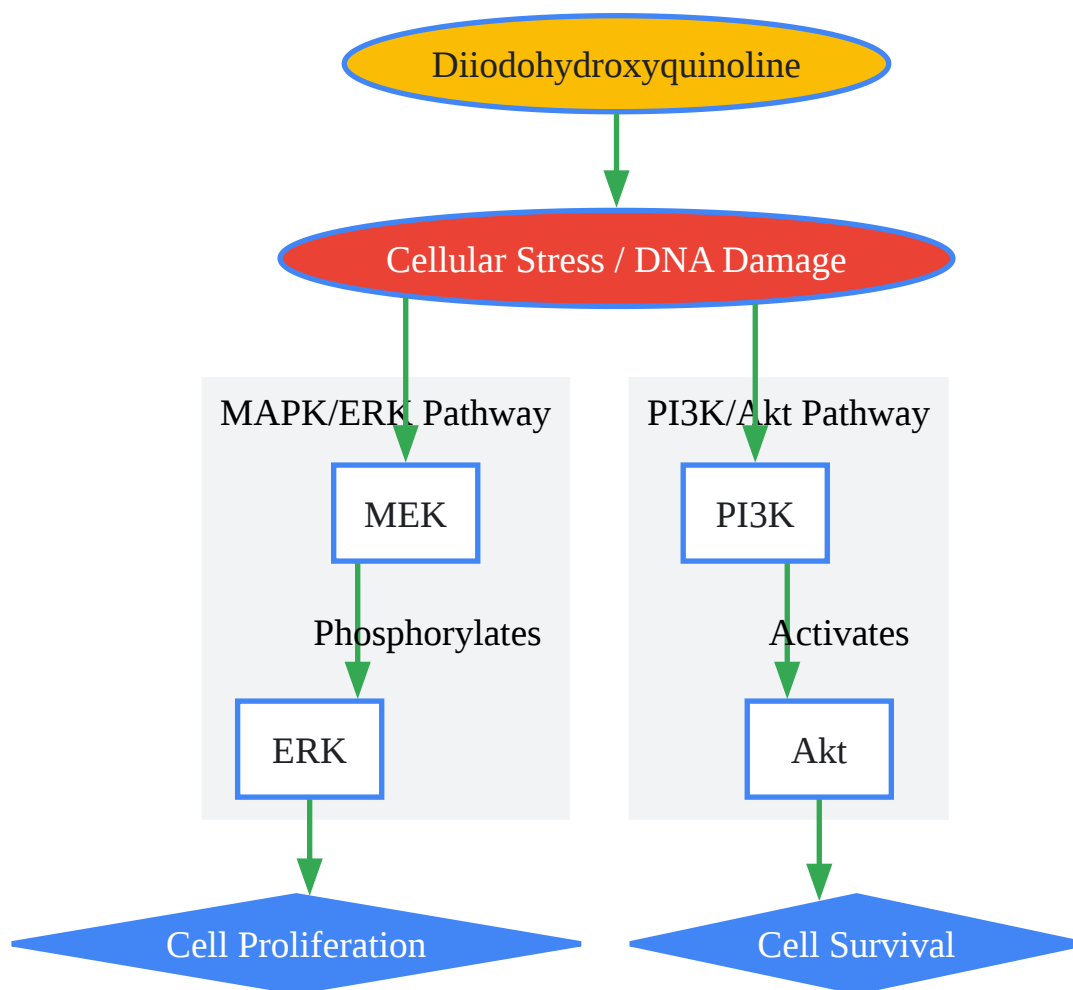 Diiodohydroxyquinoline
Cellular Stress / DNA Damage
MAPK/ERK Pathway
PI3K/Akt Pathway
MEK
PI3K
Phosphorylates
Activates
ERK
Akt
Cell Proliferation
Cell Survival